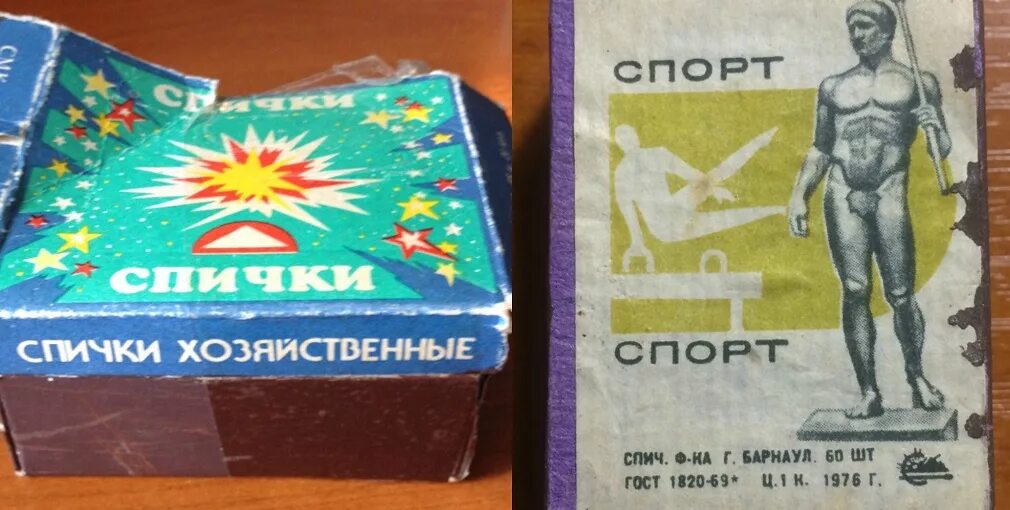 СПИЧКИ
СПИЧКИ
СПИЧКИ ХОЗЯЙСТВЕННЫЕ
СПОРТ
СПОРТ
СПИЧ. Ф-КА Г. БАРНАУЛ. 60 ШТ
ГОСТ 1820-69* Ц. 1 К. 1976 Г.